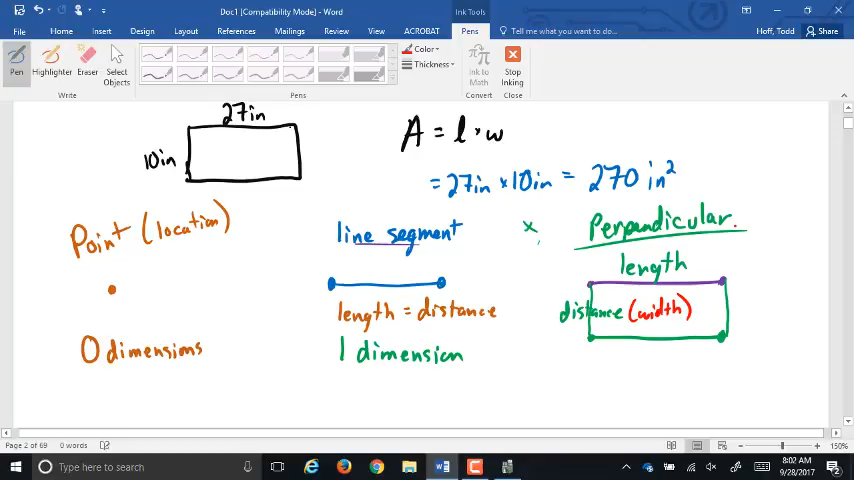 Doc1 [Compatibility Mode] - Word
Ink Tools
File Home Insert Draw Design Layout References Mailings Review View ACROBAT Pens Tell me what you want to do... Hoff, Todd Share
Pen Highlighter Eraser Select Objects
Color
Thickness
Ink to Math
Stop Inking
Write Pens Convert Close
27in
10in
A = l · w
= 27in × 10in = 270 in²
Point (location)
line segment × Perpendicular.
length
length = distance
distance (width)
0 dimensions
1 dimension
Page 2 of 69 0 words 150%
Type here to search
8:02 AM
9/28/2017
2